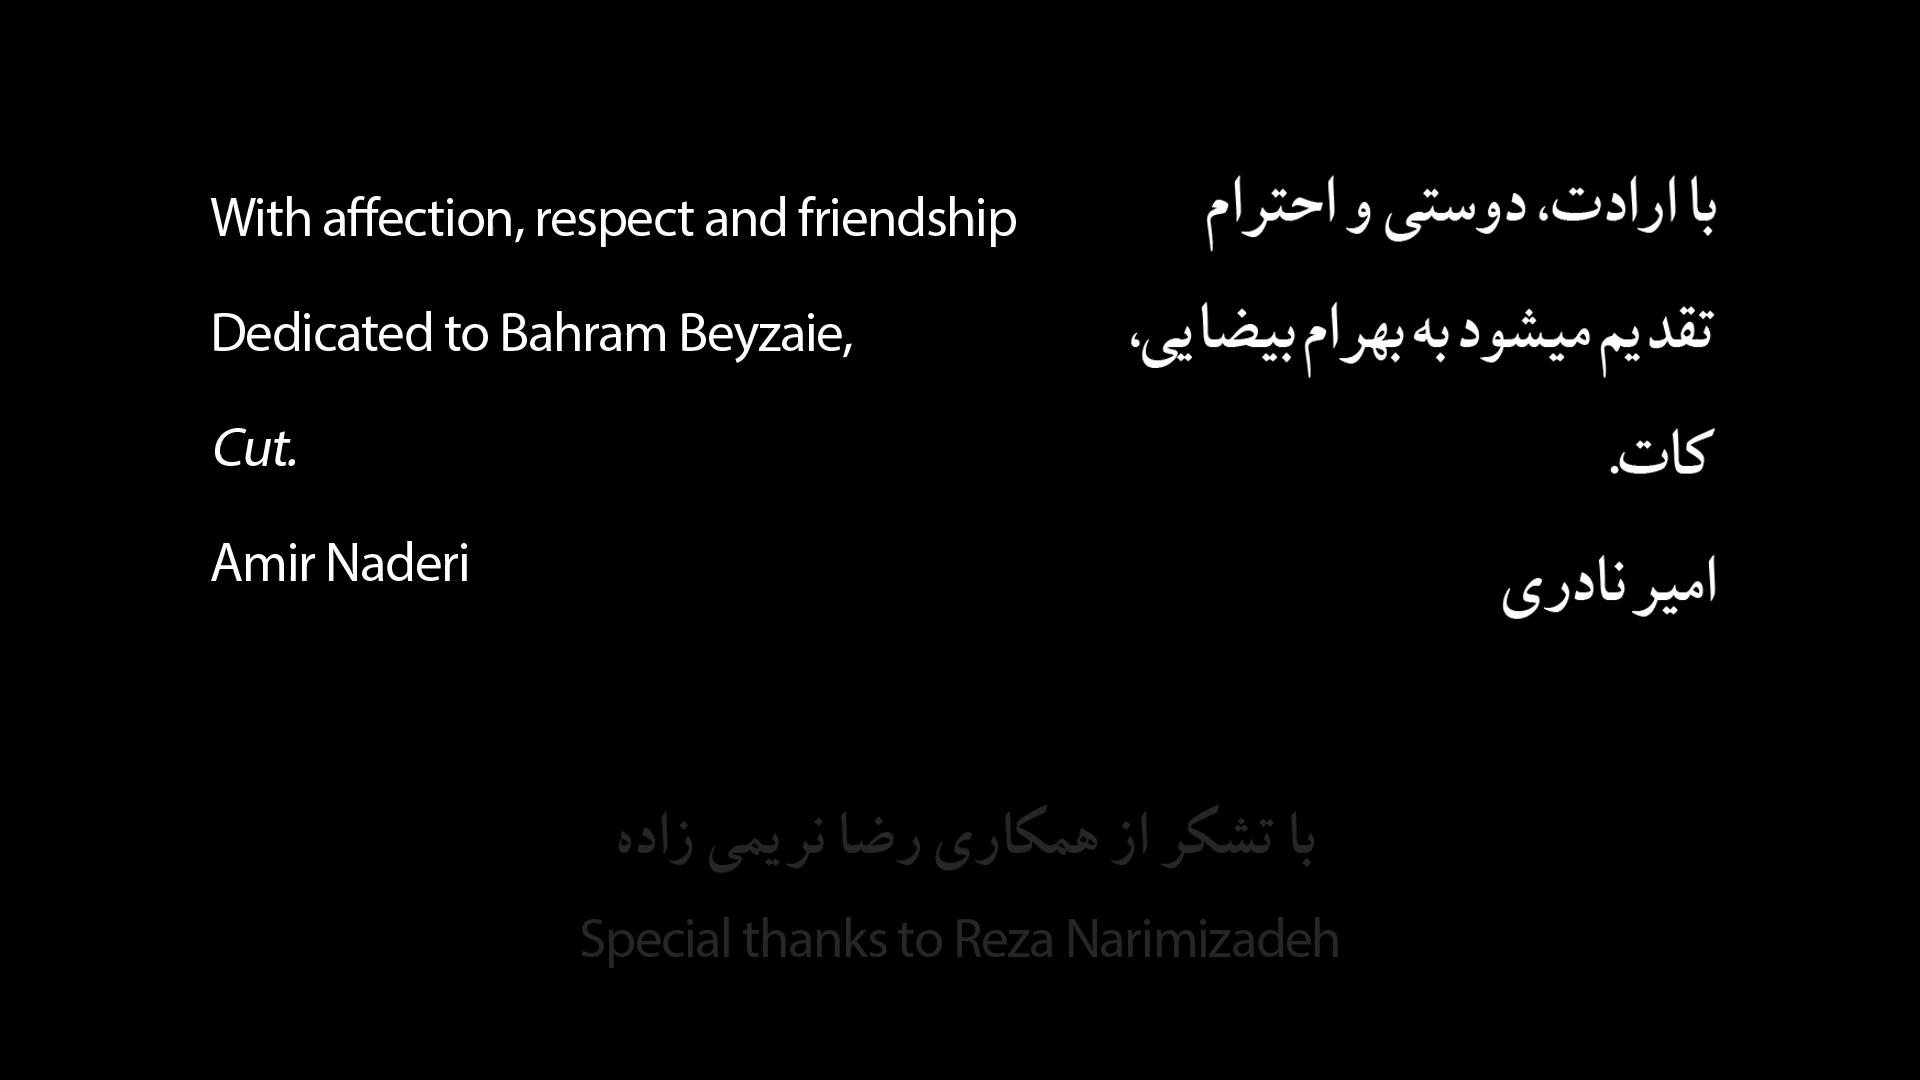 With affection, respect and friendship
Dedicated to Bahram Beyzaie,
Cut.
Amir Naderi
با ارادت، دوستی و احترام
تقدیم میشود به بهرام بیضایی،
کات.
امیر نادری
با تشکر از همکاری رضا نریمی زاده
Special thanks to Reza Narimizadeh